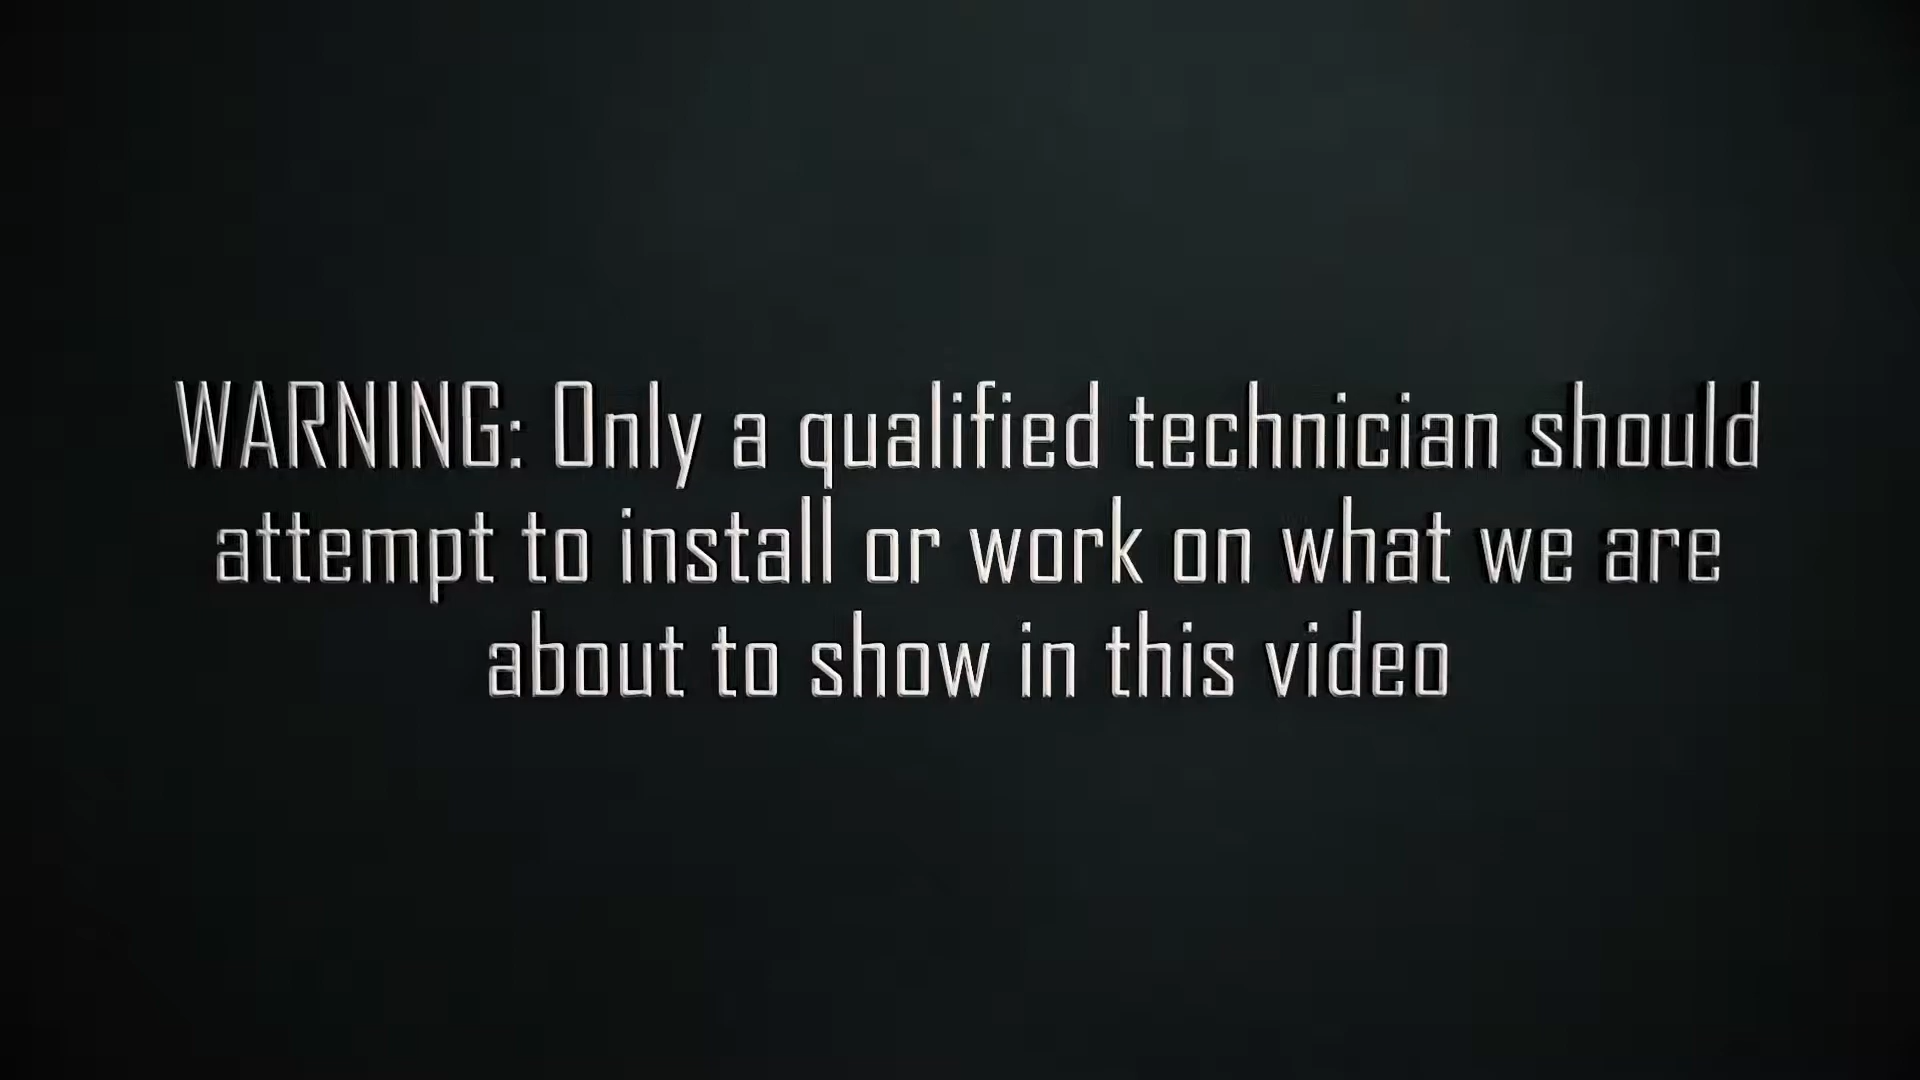 WARNING: Only a qualified technician should
attempt to install or work on what we are
about to show in this video